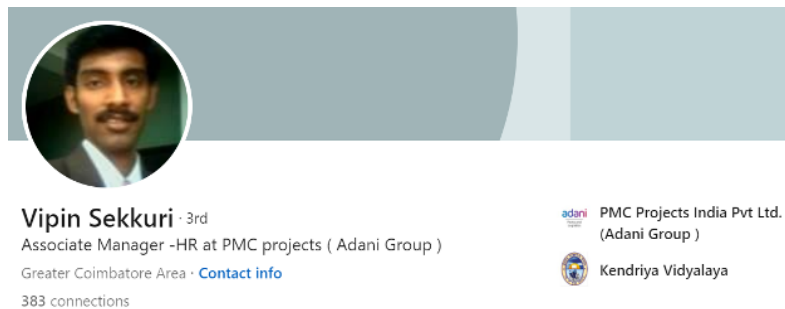 Vipin Sekkuri · 3rd
Associate Manager -HR at PMC projects ( Adani Group )
Greater Coimbatore Area · Contact info
383 connections
adani
PMC Projects India Pvt Ltd.
(Adani Group )
Kendriya Vidyalaya